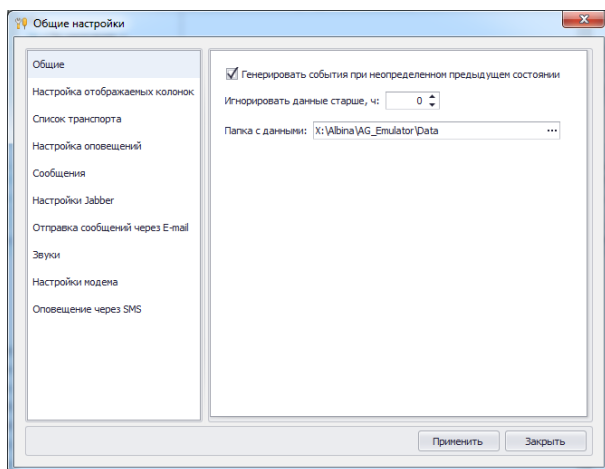 Общие настройки
Общие
Настройка отображаемых колонок
Список транспорта
Настройка оповещений
Сообщения
Настройки Jabber
Отправка сообщений через E-mail
Звуки
Настройки модема
Оповещение через SMS
Генерировать события при неопределенном предыдущем состоянии
Игнорировать данные старше, ч: 0
Папка с данными: X:\Albina\AG_Emulator\Data ...
Применить Закрыть